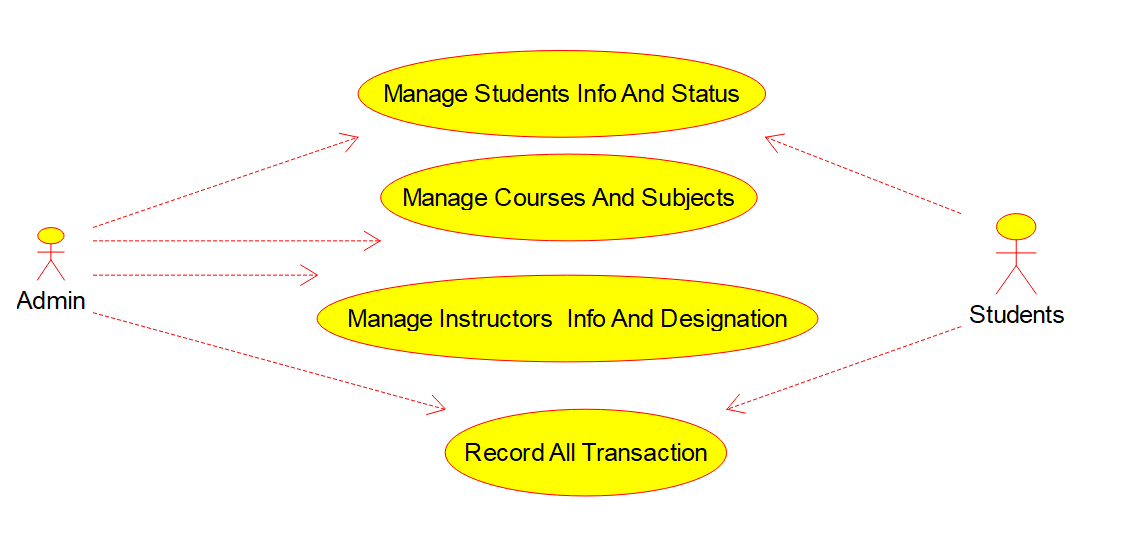 Manage Students Info And Status
Manage Courses And Subjects
Admin
Manage Instructors  Info And Designation
Students
Record All Transaction